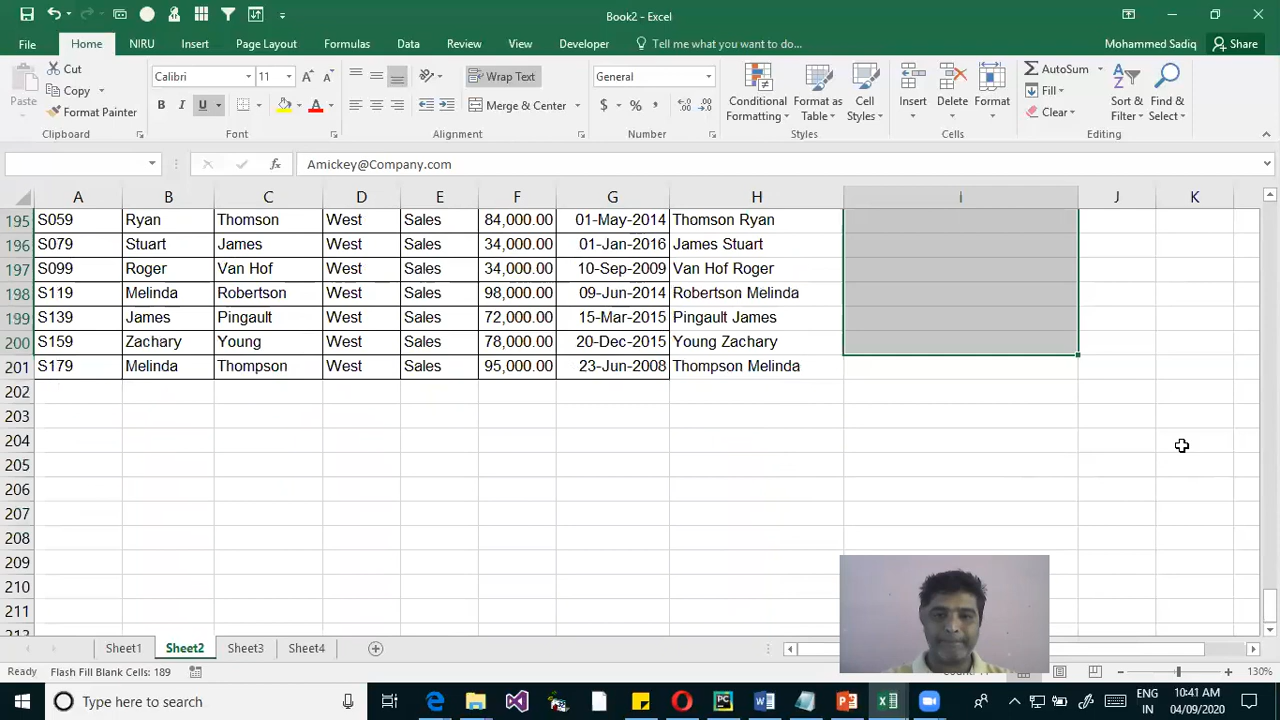 Book2 - Excel
File Home NIRU Insert Page Layout Formulas Data Review View Developer Tell me what you want to do... Mohammed Sadiq Share
Paste Cut Copy Format Painter Clipboard
Calibri 11 A A B I U A Font
ab Wrap Text Merge & Center Alignment
General $ % , .0 .00 .00 .0 Number
Conditional Formatting Format as Table Cell Styles Styles
Insert Delete Format Cells
AutoSum Fill Clear Sort & Filter Find & Select Editing
fx Amickey@Company.com
A B C D E F G H I J K
195 S059 Ryan Thomson West Sales 84,000.00 01-May-2014 Thomson Ryan
196 S079 Stuart James West Sales 34,000.00 01-Jan-2016 James Stuart
197 S099 Roger Van Hof West Sales 34,000.00 10-Sep-2009 Van Hof Roger
198 S119 Melinda Robertson West Sales 98,000.00 09-Jun-2014 Robertson Melinda
199 S139 James Pingault West Sales 72,000.00 15-Mar-2015 Pingault James
200 S159 Zachary Young West Sales 78,000.00 20-Dec-2015 Young Zachary
201 S179 Melinda Thompson West Sales 95,000.00 23-Jun-2008 Thompson Melinda
202
203
204
205
206
207
208
209
210
211
Sheet1 Sheet2 Sheet3 Sheet4
Ready Flash Fill Blank Cells: 189 130%
Type here to search ENG IN 10:41 AM 04/09/2020